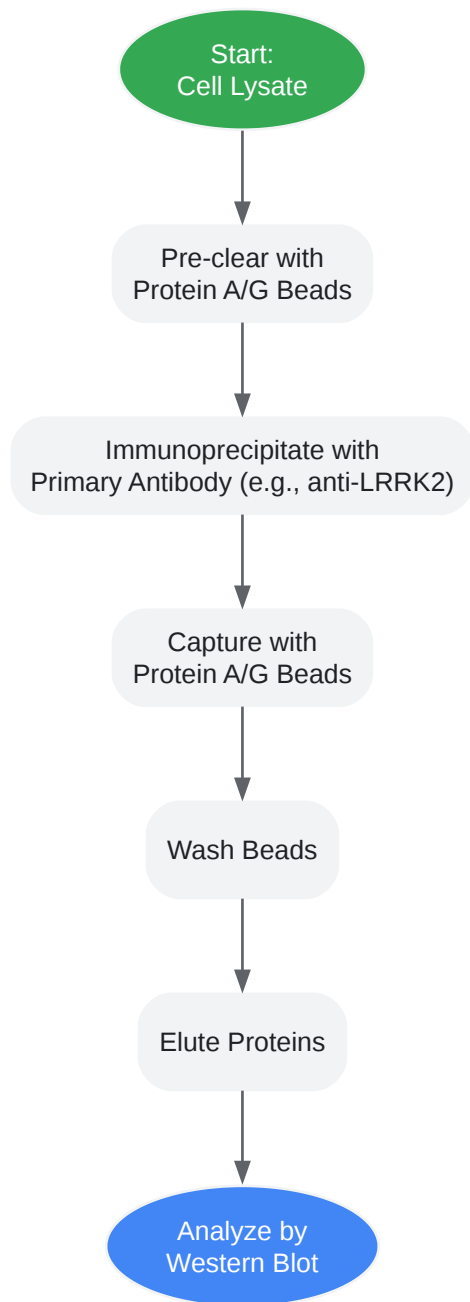 Start:
Cell Lysate
Pre-clear with
Protein A/G Beads
Immunoprecipitate with
Primary Antibody (e.g., anti-LRRK2)
Capture with
Protein A/G Beads
Wash Beads
Elute Proteins
Analyze by
Western Blot